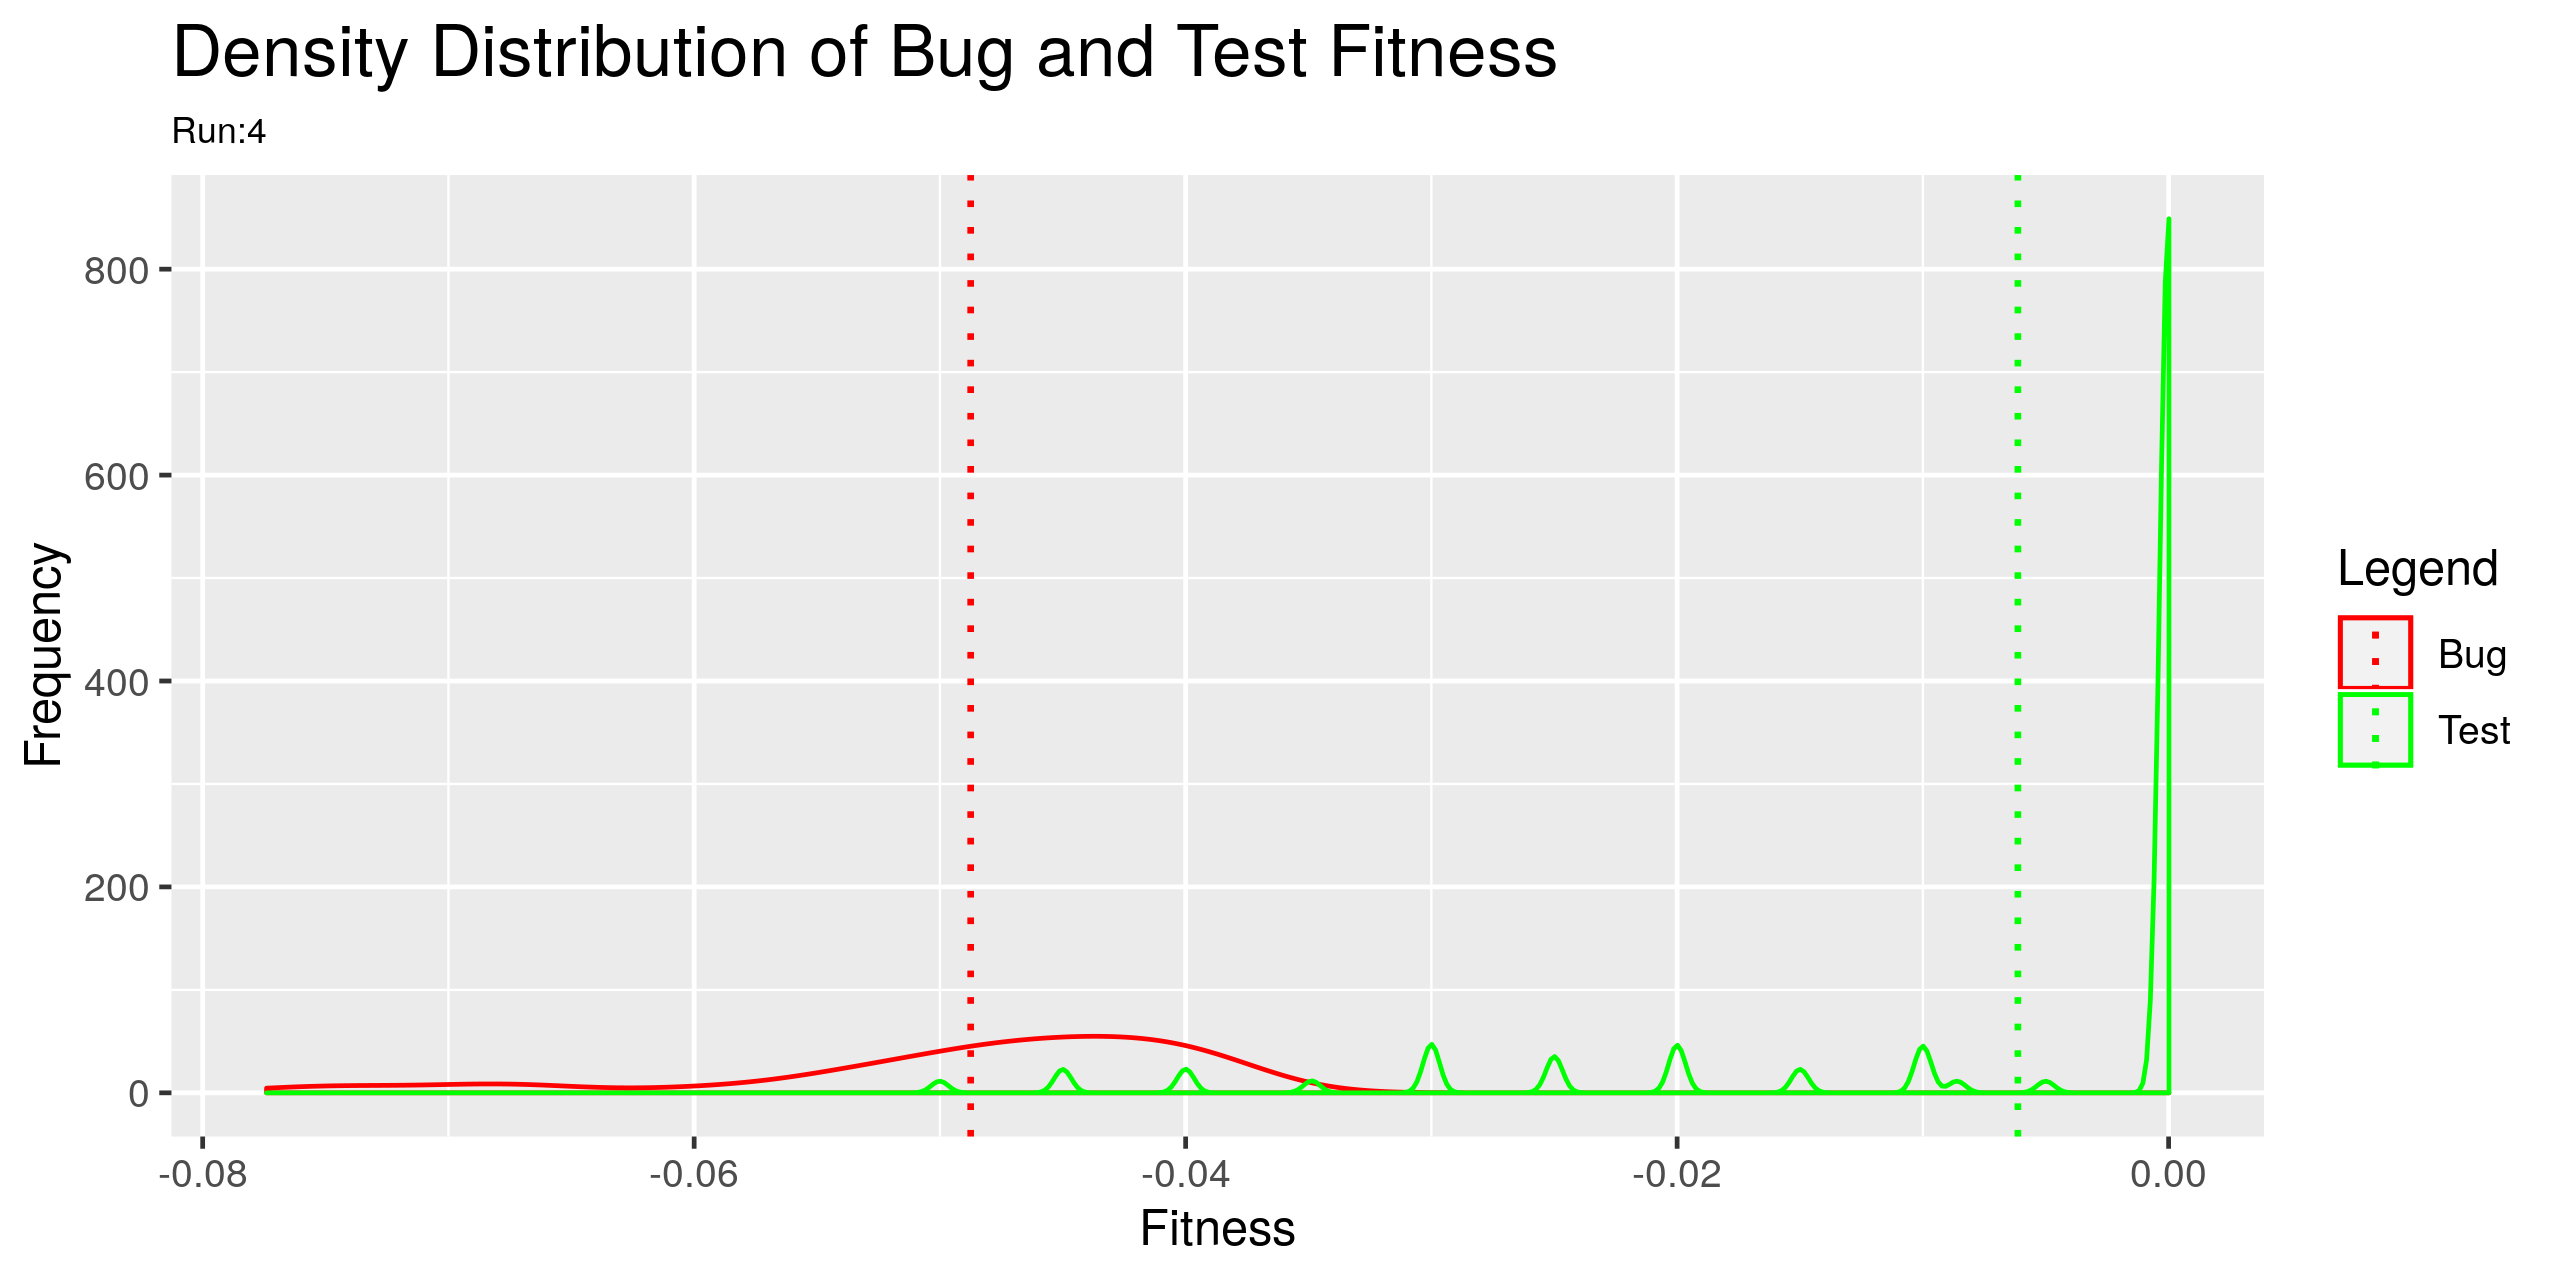 Density Distribution of Bug and Test Fitness
Run:4
Frequency
800
600
400
200
0
-0.08
-0.06
-0.04
-0.02
0.00
Fitness
Legend
Bug
Test